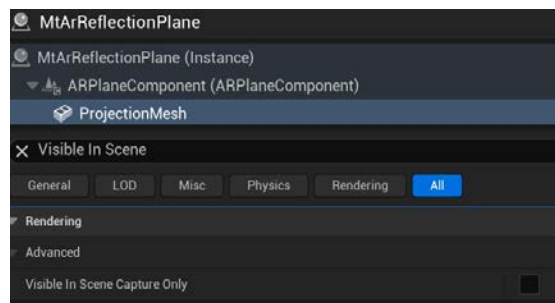 MtArReflectionPlane
MtArReflectionPlane (Instance)
ARPlaneComponent (ARPlaneComponent)
ProjectionMesh
Visible In Scene
General LOD Misc Physics Rendering All
Rendering
Advanced
Visible In Scene Capture Only